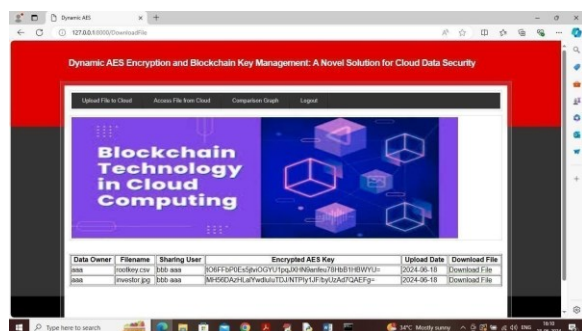 Dynamic AES
127.0.0.1:8000/DownloadFile
Dynamic AES Encryption and Blockchain Key Management: A Novel Solution for Cloud Data Security
Upload File to Cloud Access File from Cloud Comparison Graph Logout
Blockchain
Technology
in Cloud
Computing
Data Owner Filename Sharing User Encrypted AES Key Upload Date Download File
aaa rootkey.csv bbb aaa 2024-06-18 Download File
aaa investor.jpg bbb aaa 2024-06-18 Download File
Type here to search 34°C Mostly sunny ENG 16:10